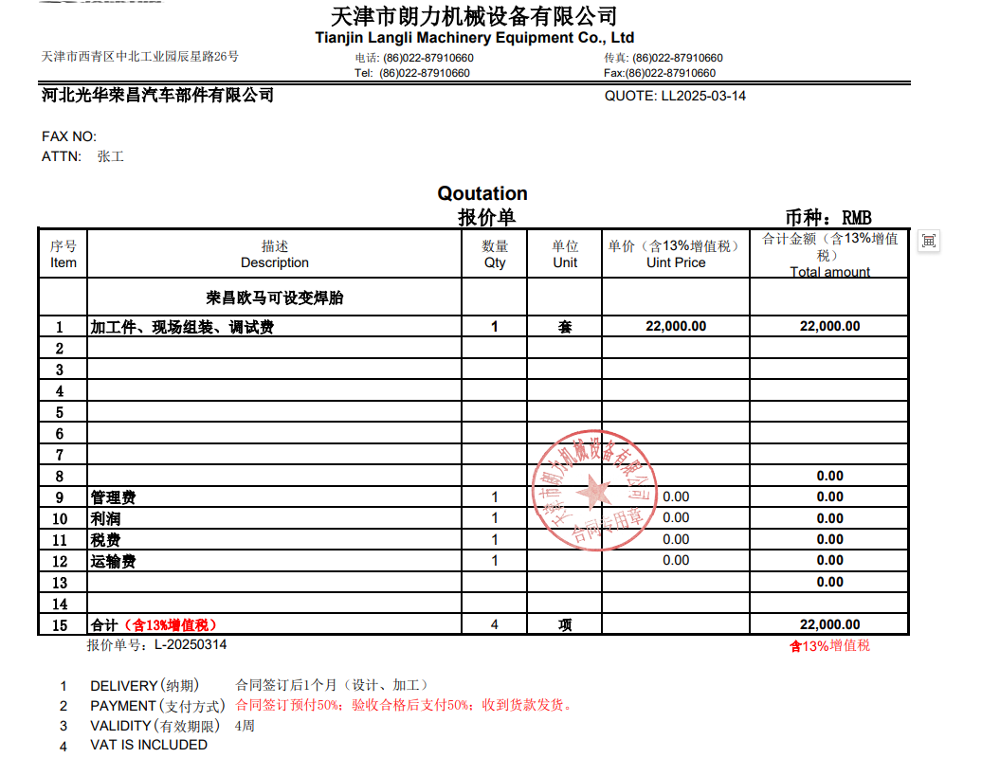 天津市朗力机械设备有限公司
Tianjin Langli Machinery Equipment Co., Ltd
天津市西青区中北工业园辰星路26号 电话: (86)022-87910660 传真: (86)022-87910660
Tel: (86)022-87910660 Fax:(86)022-87910660
河北光华荣昌汽车部件有限公司 QUOTE: LL2025-03-14
FAX NO:
ATTN: 张工
Qoutation
报价单 币种：RMB
序号 描述 数量 单位 单价（含13%增值税） 合计金额（含13%增值税）
Item Description Qty Unit Uint Price Total amount
荣昌欧马可设变焊胎
1 加工件、现场组装、调试费 1 套 22,000.00 22,000.00
2
3
4
5
6
7
8 0.00
9 管理费 1 0.00 0.00
10 利润 1 0.00 0.00
11 税费 1 0.00 0.00
12 运输费 1 0.00 0.00
13 0.00
14
15 合计（含13%增值税） 4 项 22,000.00
天津市朗力机械设备有限公司
合同专用章
报价单号：L-20250314 含13%增值税
1 DELIVERY(纳期) 合同签订后1个月（设计、加工）
2 PAYMENT(支付方式) 合同签订预付50%；验收合格后支付50%；收到货款发货。
3 VALIDITY(有效期限) 4周
4 VAT IS INCLUDED